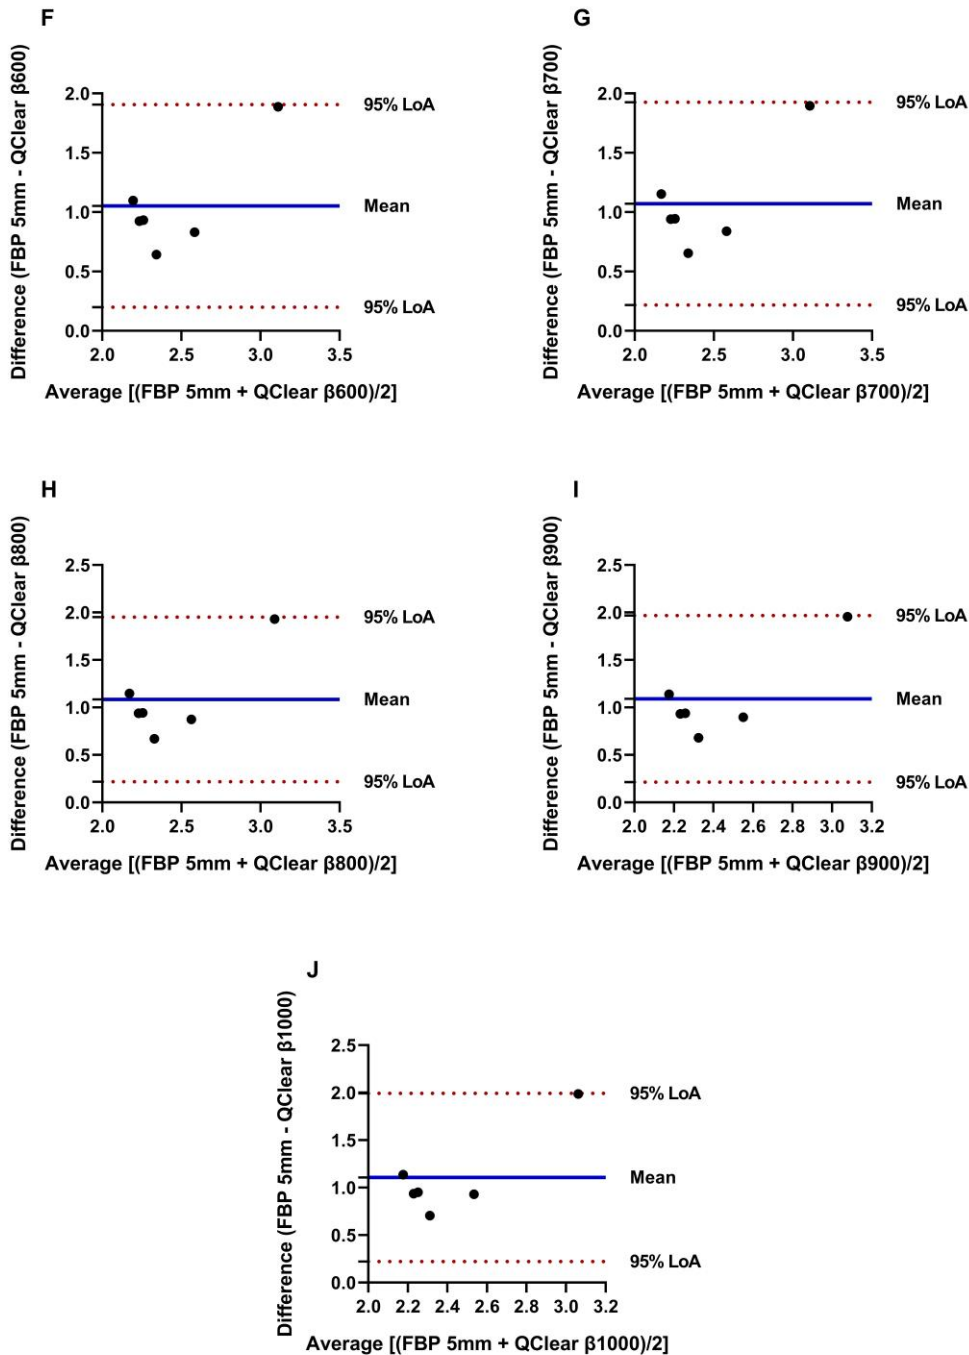 F
Difference (FBP 5mm - QClear β600)
2.0
1.5
1.0
0.5
0.0
95% LoA
Mean
95% LoA
2.0 2.5 3.0 3.5
Average [(FBP 5mm + QClear β600)/2]
G
Difference (FBP 5mm - QClear β700)
2.0
1.5
1.0
0.5
0.0
95% LoA
Mean
95% LoA
2.0 2.5 3.0 3.5
Average [(FBP 5mm + QClear β700)/2]
H
Difference (FBP 5mm - QClear β800)
2.5
2.0
1.5
1.0
0.5
0.0
95% LoA
Mean
95% LoA
2.0 2.5 3.0 3.5
Average [(FBP 5mm + QClear β800)/2]
I
Difference (FBP 5mm - QClear β900)
2.5
2.0
1.5
1.0
0.5
0.0
95% LoA
Mean
95% LoA
2.0 2.2 2.4 2.6 2.8 3.0 3.2
Average [(FBP 5mm + QClear β900)/2]
J
Difference (FBP 5mm - QClear β1000)
2.5
2.0
1.5
1.0
0.5
0.0
95% LoA
Mean
95% LoA
2.0 2.2 2.4 2.6 2.8 3.0 3.2
Average [(FBP 5mm + QClear β1000)/2]